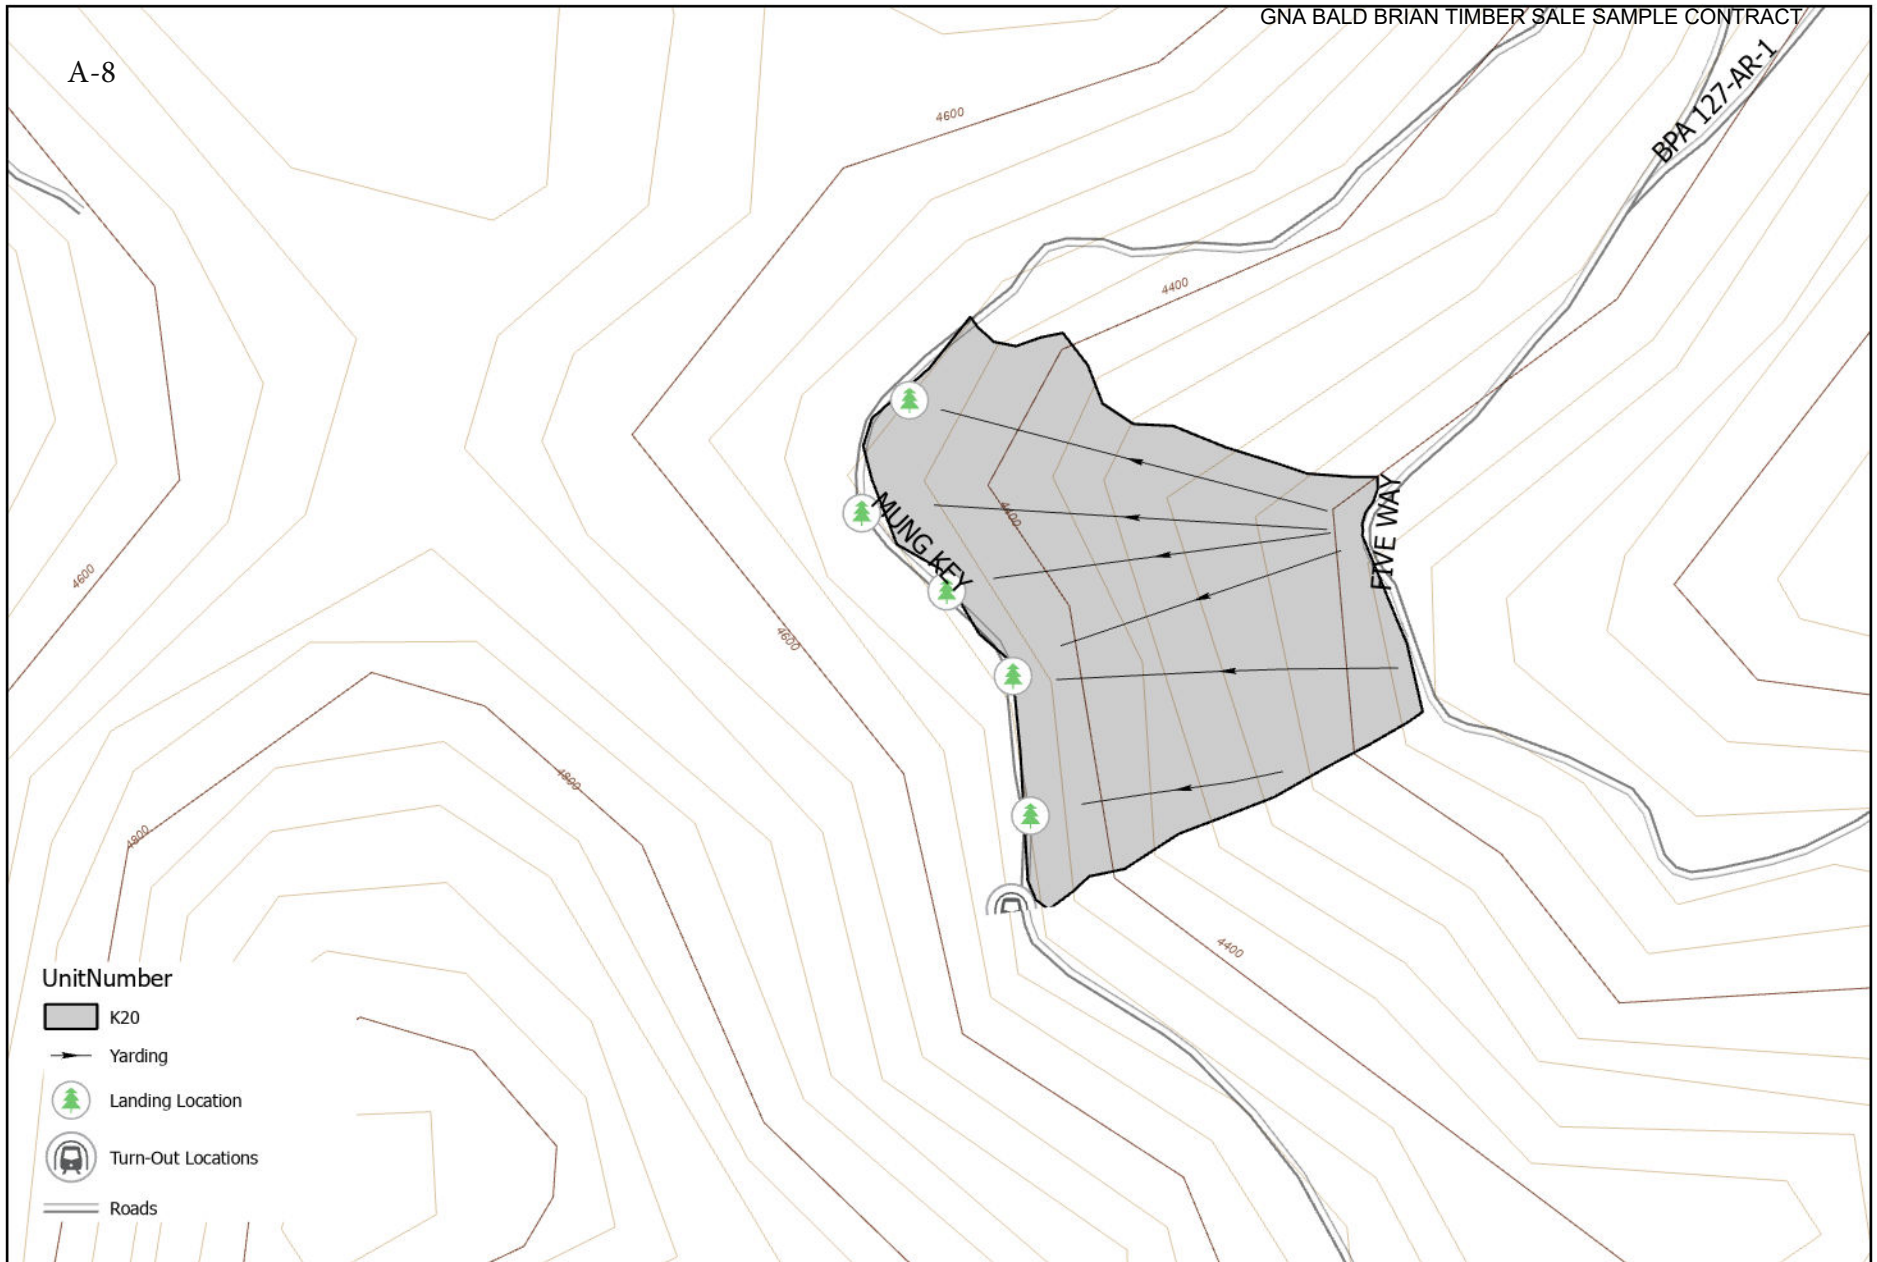 GNA BALD BRIAN TIMBER SALE SAMPLE CONTRACT
A-8
BPA 127-AR-1
4600
4400
MUNG KEY
4400
FIVE WAY
4600
4600
4800
4800
4400
UnitNumber
K20
Yarding
Landing Location
Turn-Out Locations
Roads